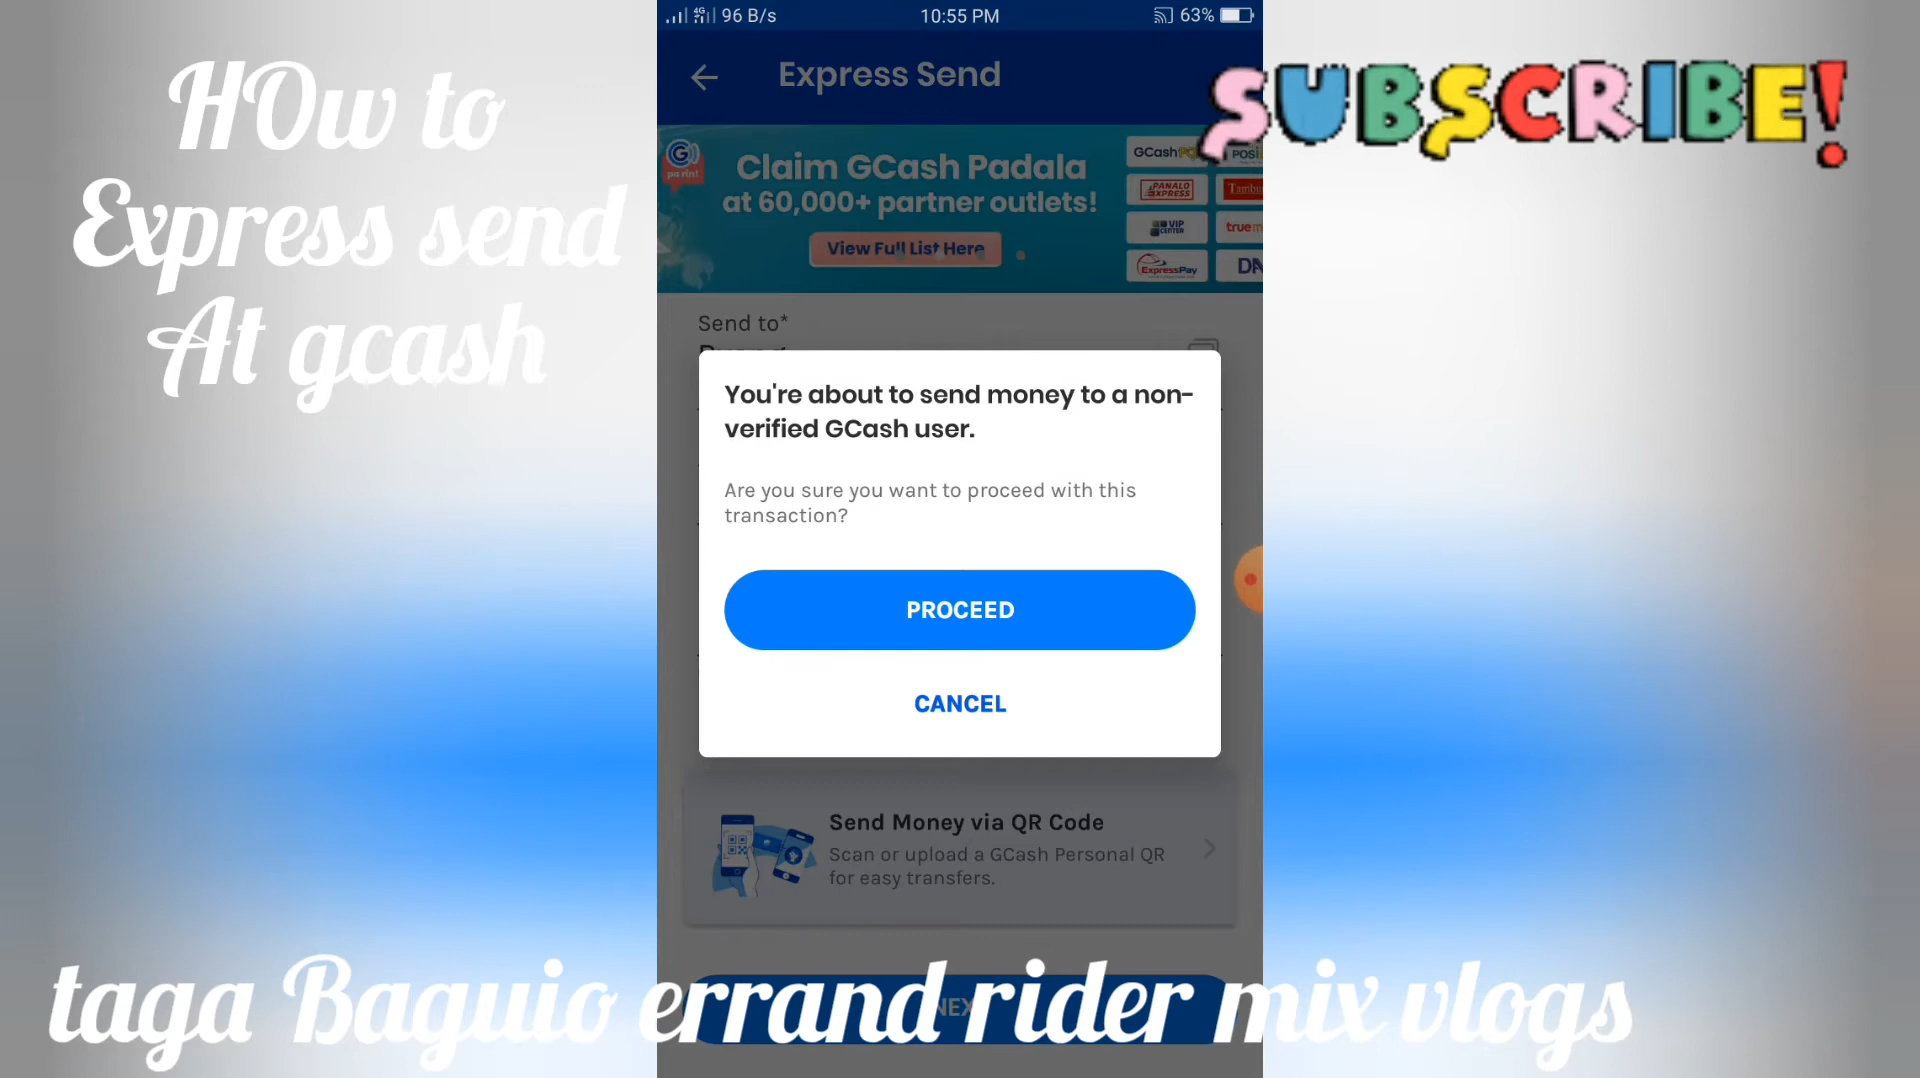 HOw to
Express send
At gcash
SUBSCRIBE!
4G 96 B/s 10:55 PM 63%
Express Send
Claim GCash Padala
at 60,000+ partner outlets!
View Full List Here
GCash
PANALO EXPRESS
VIP CENTER
ExpressPay
Send to*
You're about to send money to a non-
verified GCash user.
Are you sure you want to proceed with this
transaction?
PROCEED
CANCEL
Send Money via QR Code
Scan or upload a GCash Personal QR
for easy transfers.
taga Baguio errand rider mix vlogs